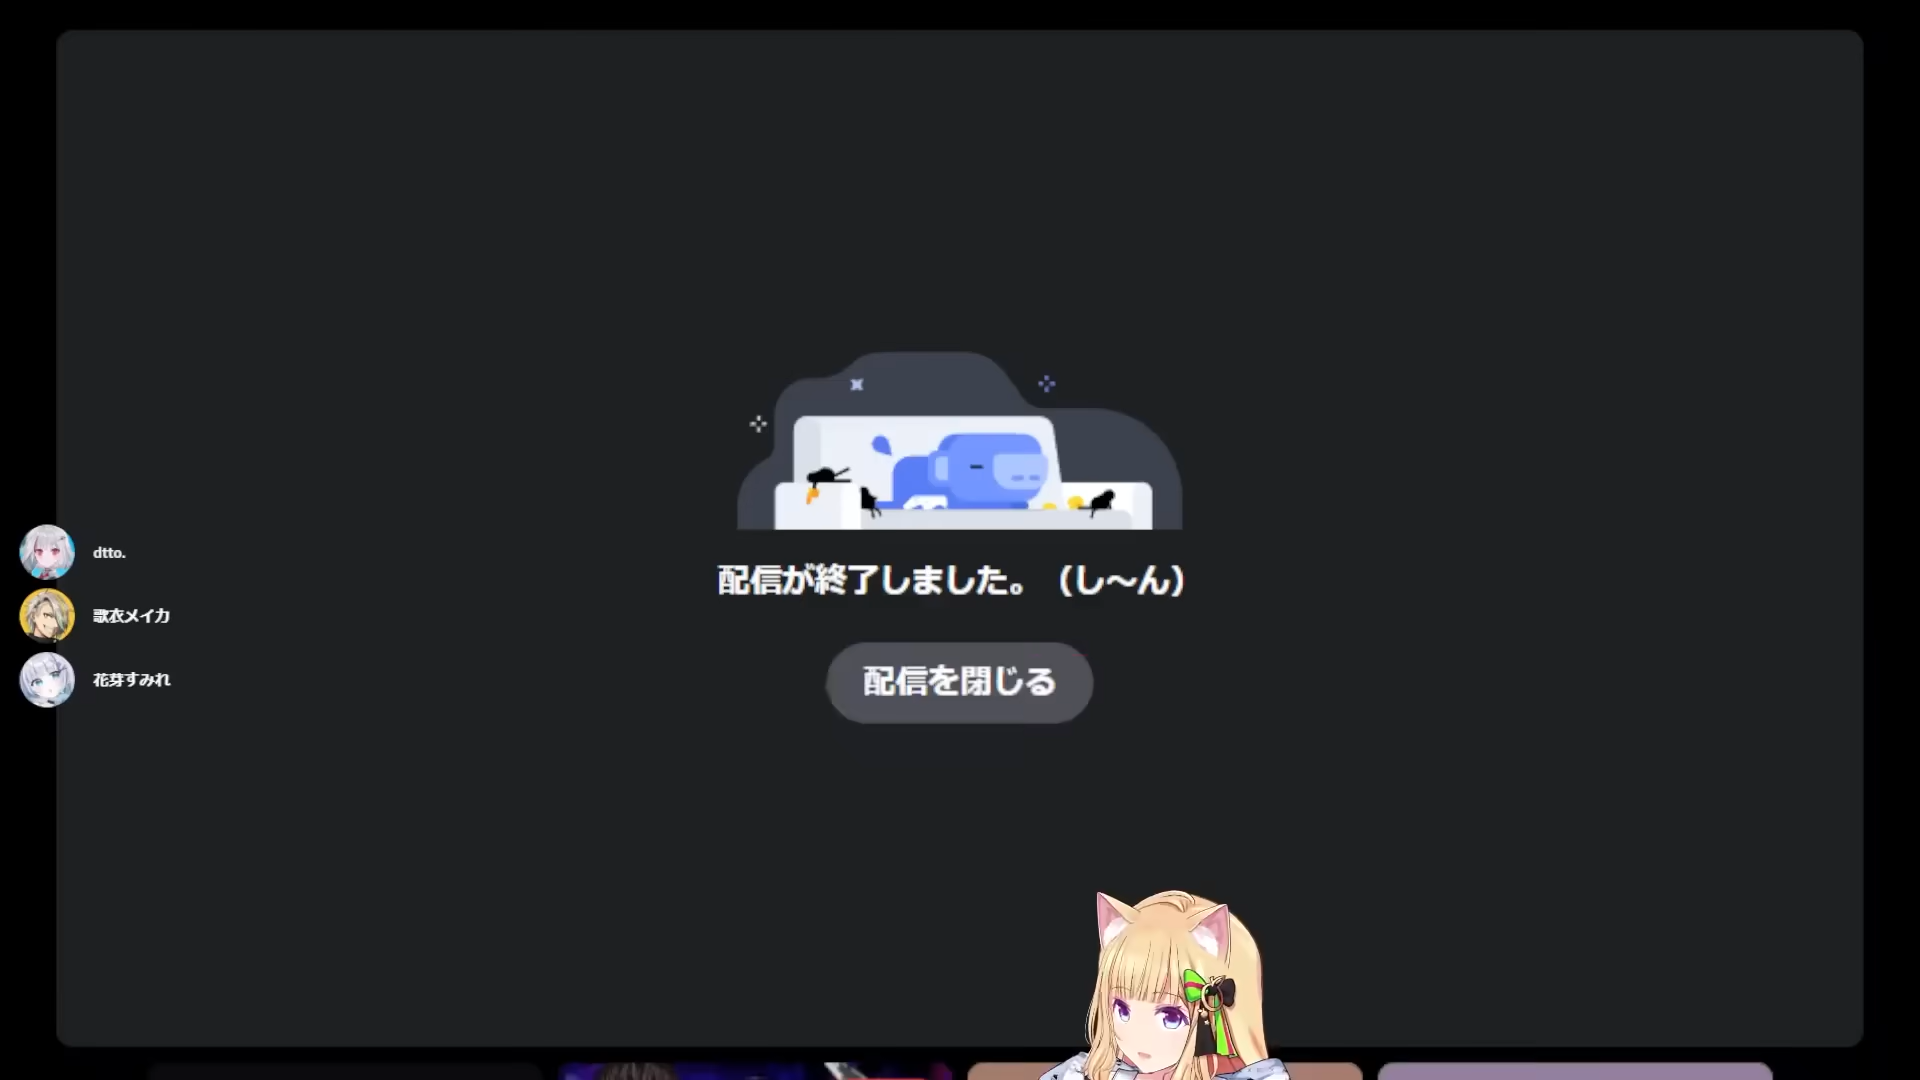 配信が終了しました。（し〜ん）
配信を閉じる
dtto.
歌衣メイカ
花芽すみれ